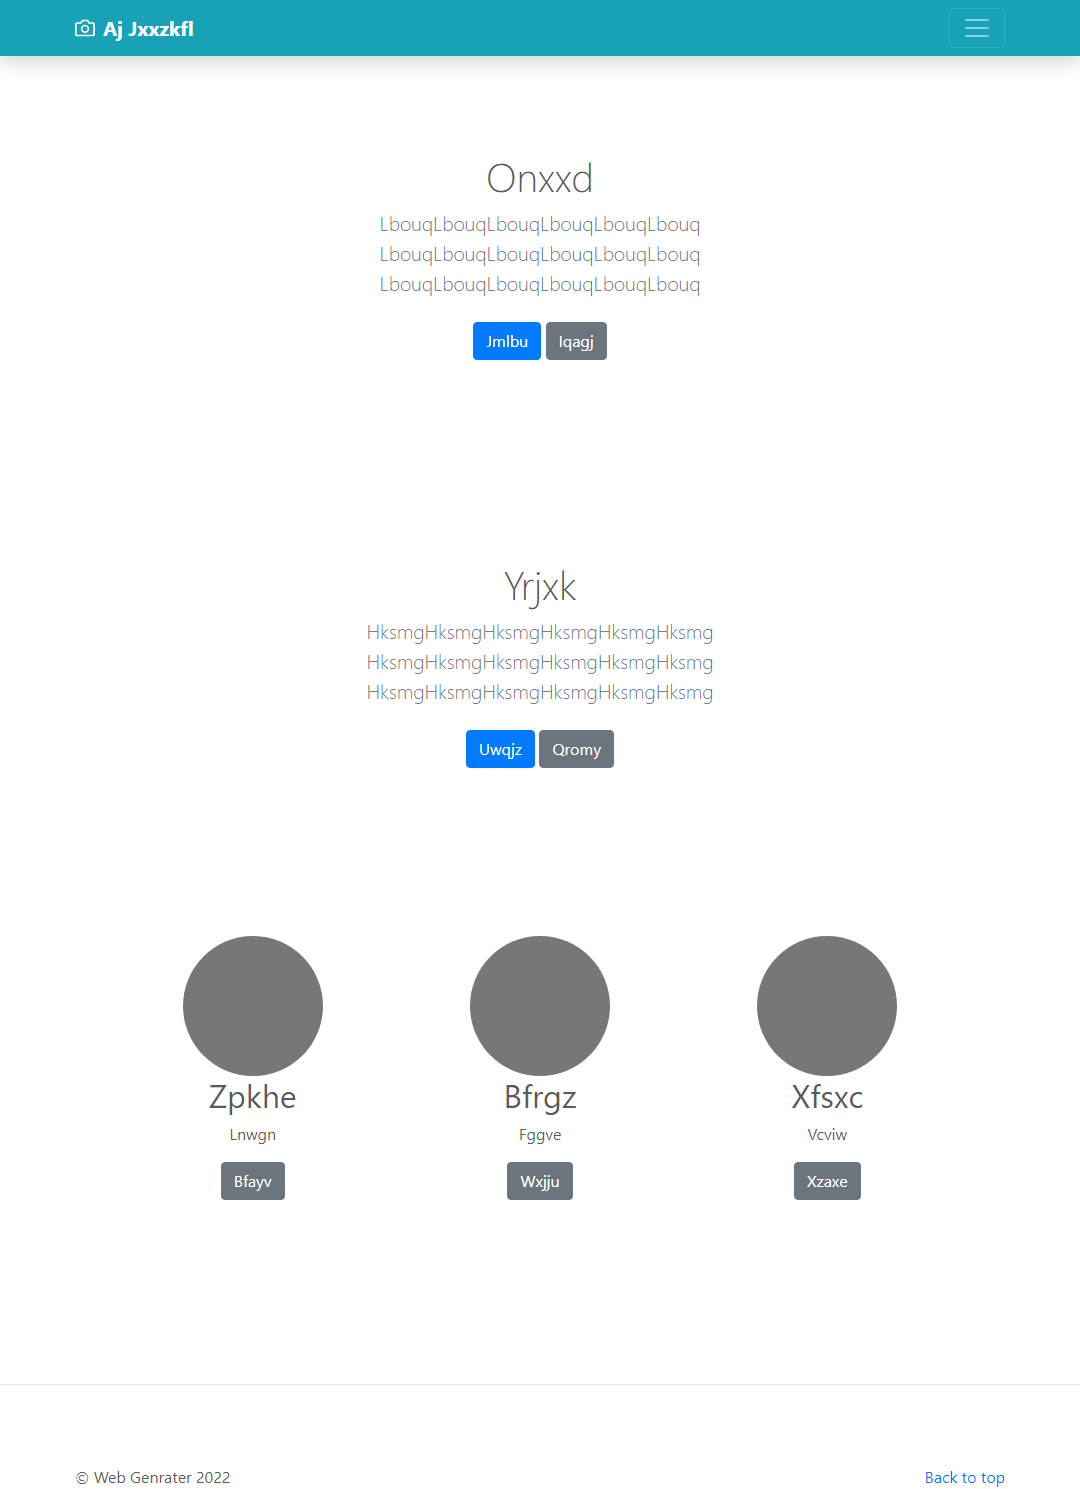 Aj Jxxzkfl
Onxxd
LbouqLbouqLbouqLbouqLbouqLbouq
LbouqLbouqLbouqLbouqLbouqLbouq
LbouqLbouqLbouqLbouqLbouqLbouq
Jmlbu Iqagj
Yrjxk
HksmgHksmgHksmgHksmgHksmgHksmg
HksmgHksmgHksmgHksmgHksmgHksmg
HksmgHksmgHksmgHksmgHksmgHksmg
Uwqjz Qromy
Zpkhe Bfrgz Xfsxc
Lnwgn Fggve Vcviw
Bfayv Wxjju Xzaxe
© Web Genrater 2022 Back to top